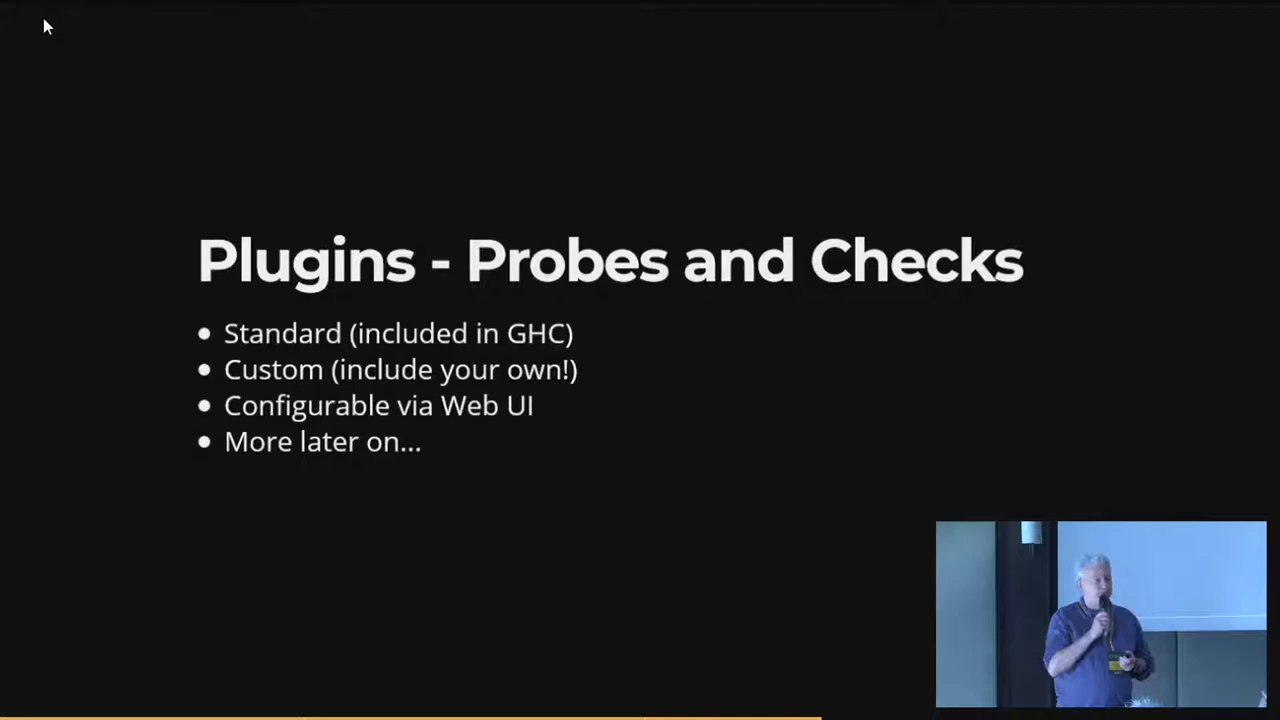 Plugins - Probes and Checks
Standard (included in GHC)
Custom (include your own!)
Configurable via Web UI
More later on...